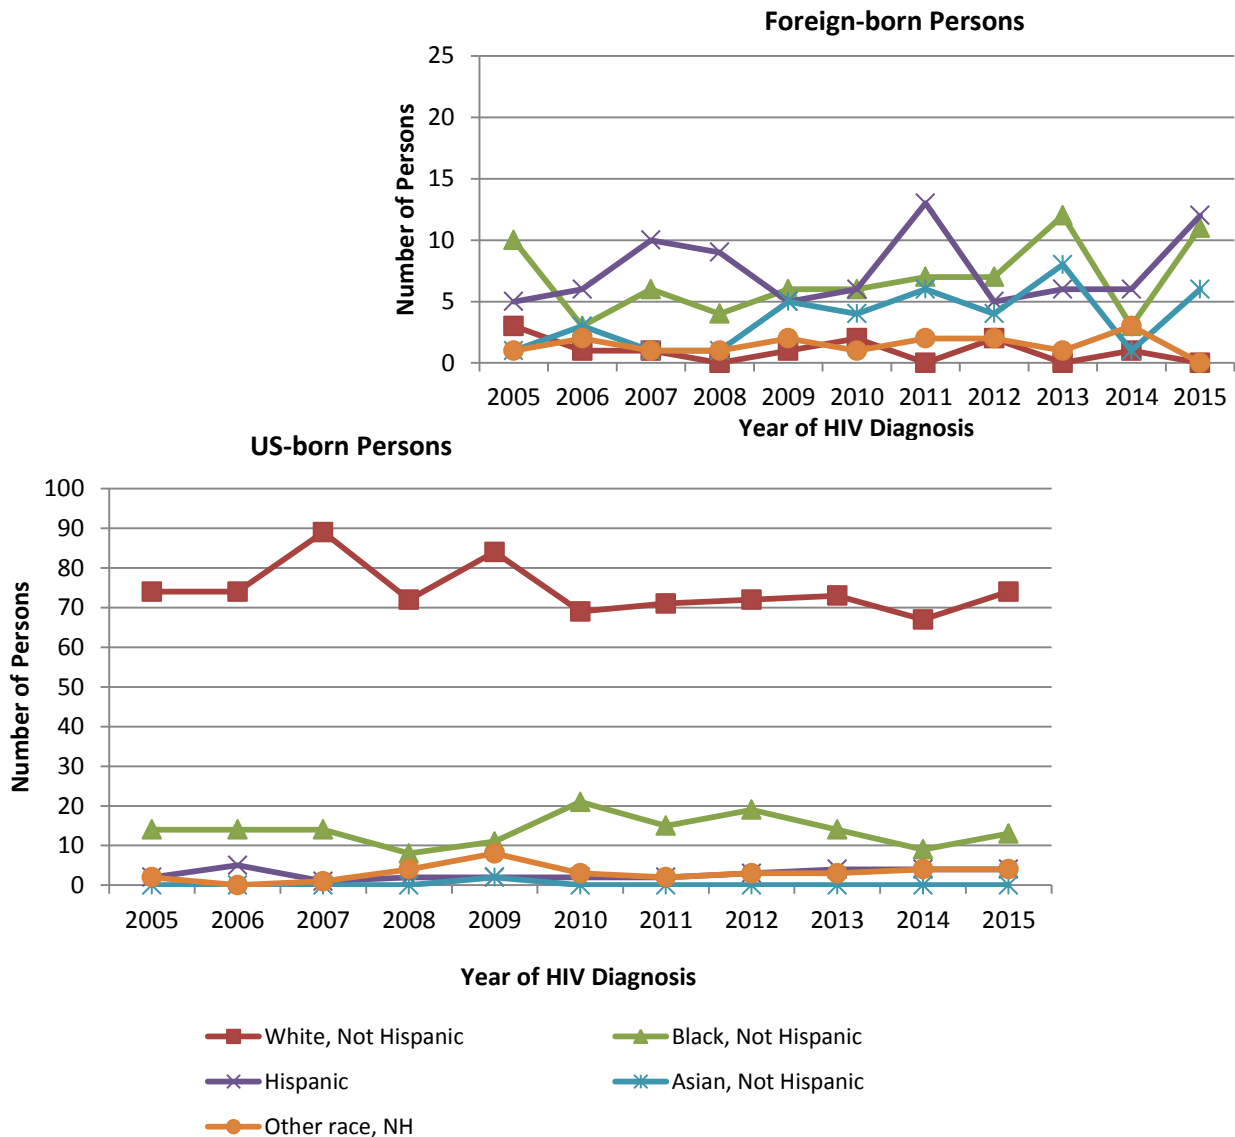 Foreign-born Persons
25
20
15
10
5
0
Number of Persons
2005 2006 2007 2008 2009 2010 2011 2012 2013 2014 2015
Year of HIV Diagnosis
US-born Persons
100
90
80
70
60
50
40
30
20
10
0
Number of Persons
2005 2006 2007 2008 2009 2010 2011 2012 2013 2014 2015
Year of HIV Diagnosis
White, Not Hispanic
Black, Not Hispanic
Hispanic
Asian, Not Hispanic
Other race, NH